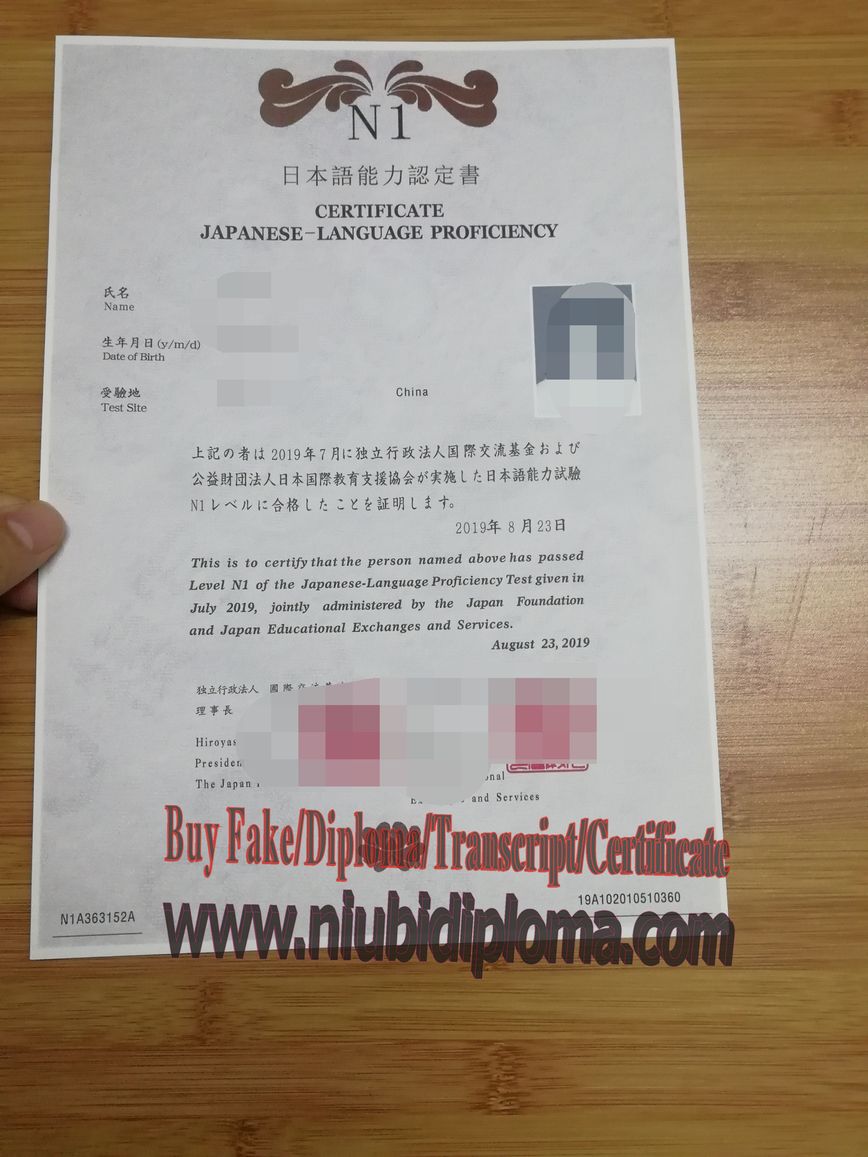 N1
日本語能力認定書
CERTIFICATE
JAPANESE-LANGUAGE PROFICIENCY
氏名
Name
生年月日(y/m/d)
Date of Birth
受験地
China
Test Site
上記の者は2019年7月に独立行政法人国際交流基金および
公益財団法人日本国際教育支援協会が実施した日本語能力試験
N1レベルに合格したことを証明します。
2019年 8月23日
This is to certify that the person named above has passed
Level N1 of the Japanese-Language Proficiency Test given in
July 2019, jointly administered by the Japan Foundation
and Japan Educational Exchanges and Services.
August 23, 2019
独立行政法人 國際
理事長
The Japan
and Services
Buy Fake/Diploma/Transcript/Certificate
19A102010510360
N1A363152A
www.niubidiploma.com